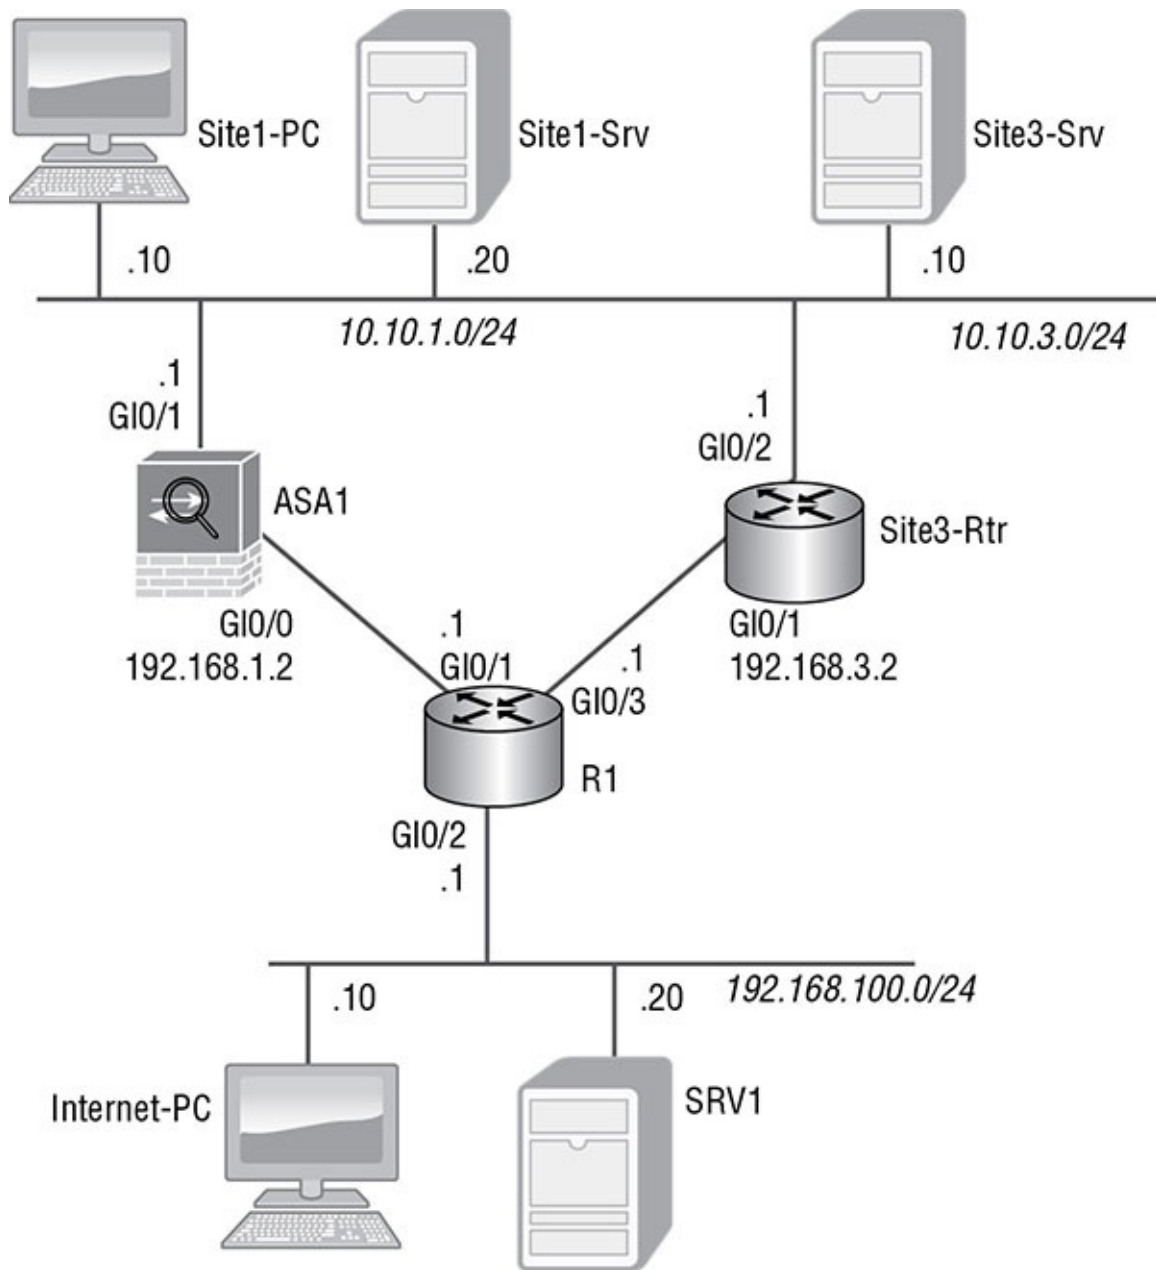 Site1-PC
Site1-Srv
Site3-Srv
.10
.20
.10
10.10.1.0/24
10.10.3.0/24
.1
GI0/1
.1
GI0/2
ASA1
Site3-Rtr
GI0/0
192.168.1.2
.1
GI0/1
.1
GI0/3
GI0/1
192.168.3.2
R1
GI0/2
.1
.10
.20
192.168.100.0/24
Internet-PC
SRV1